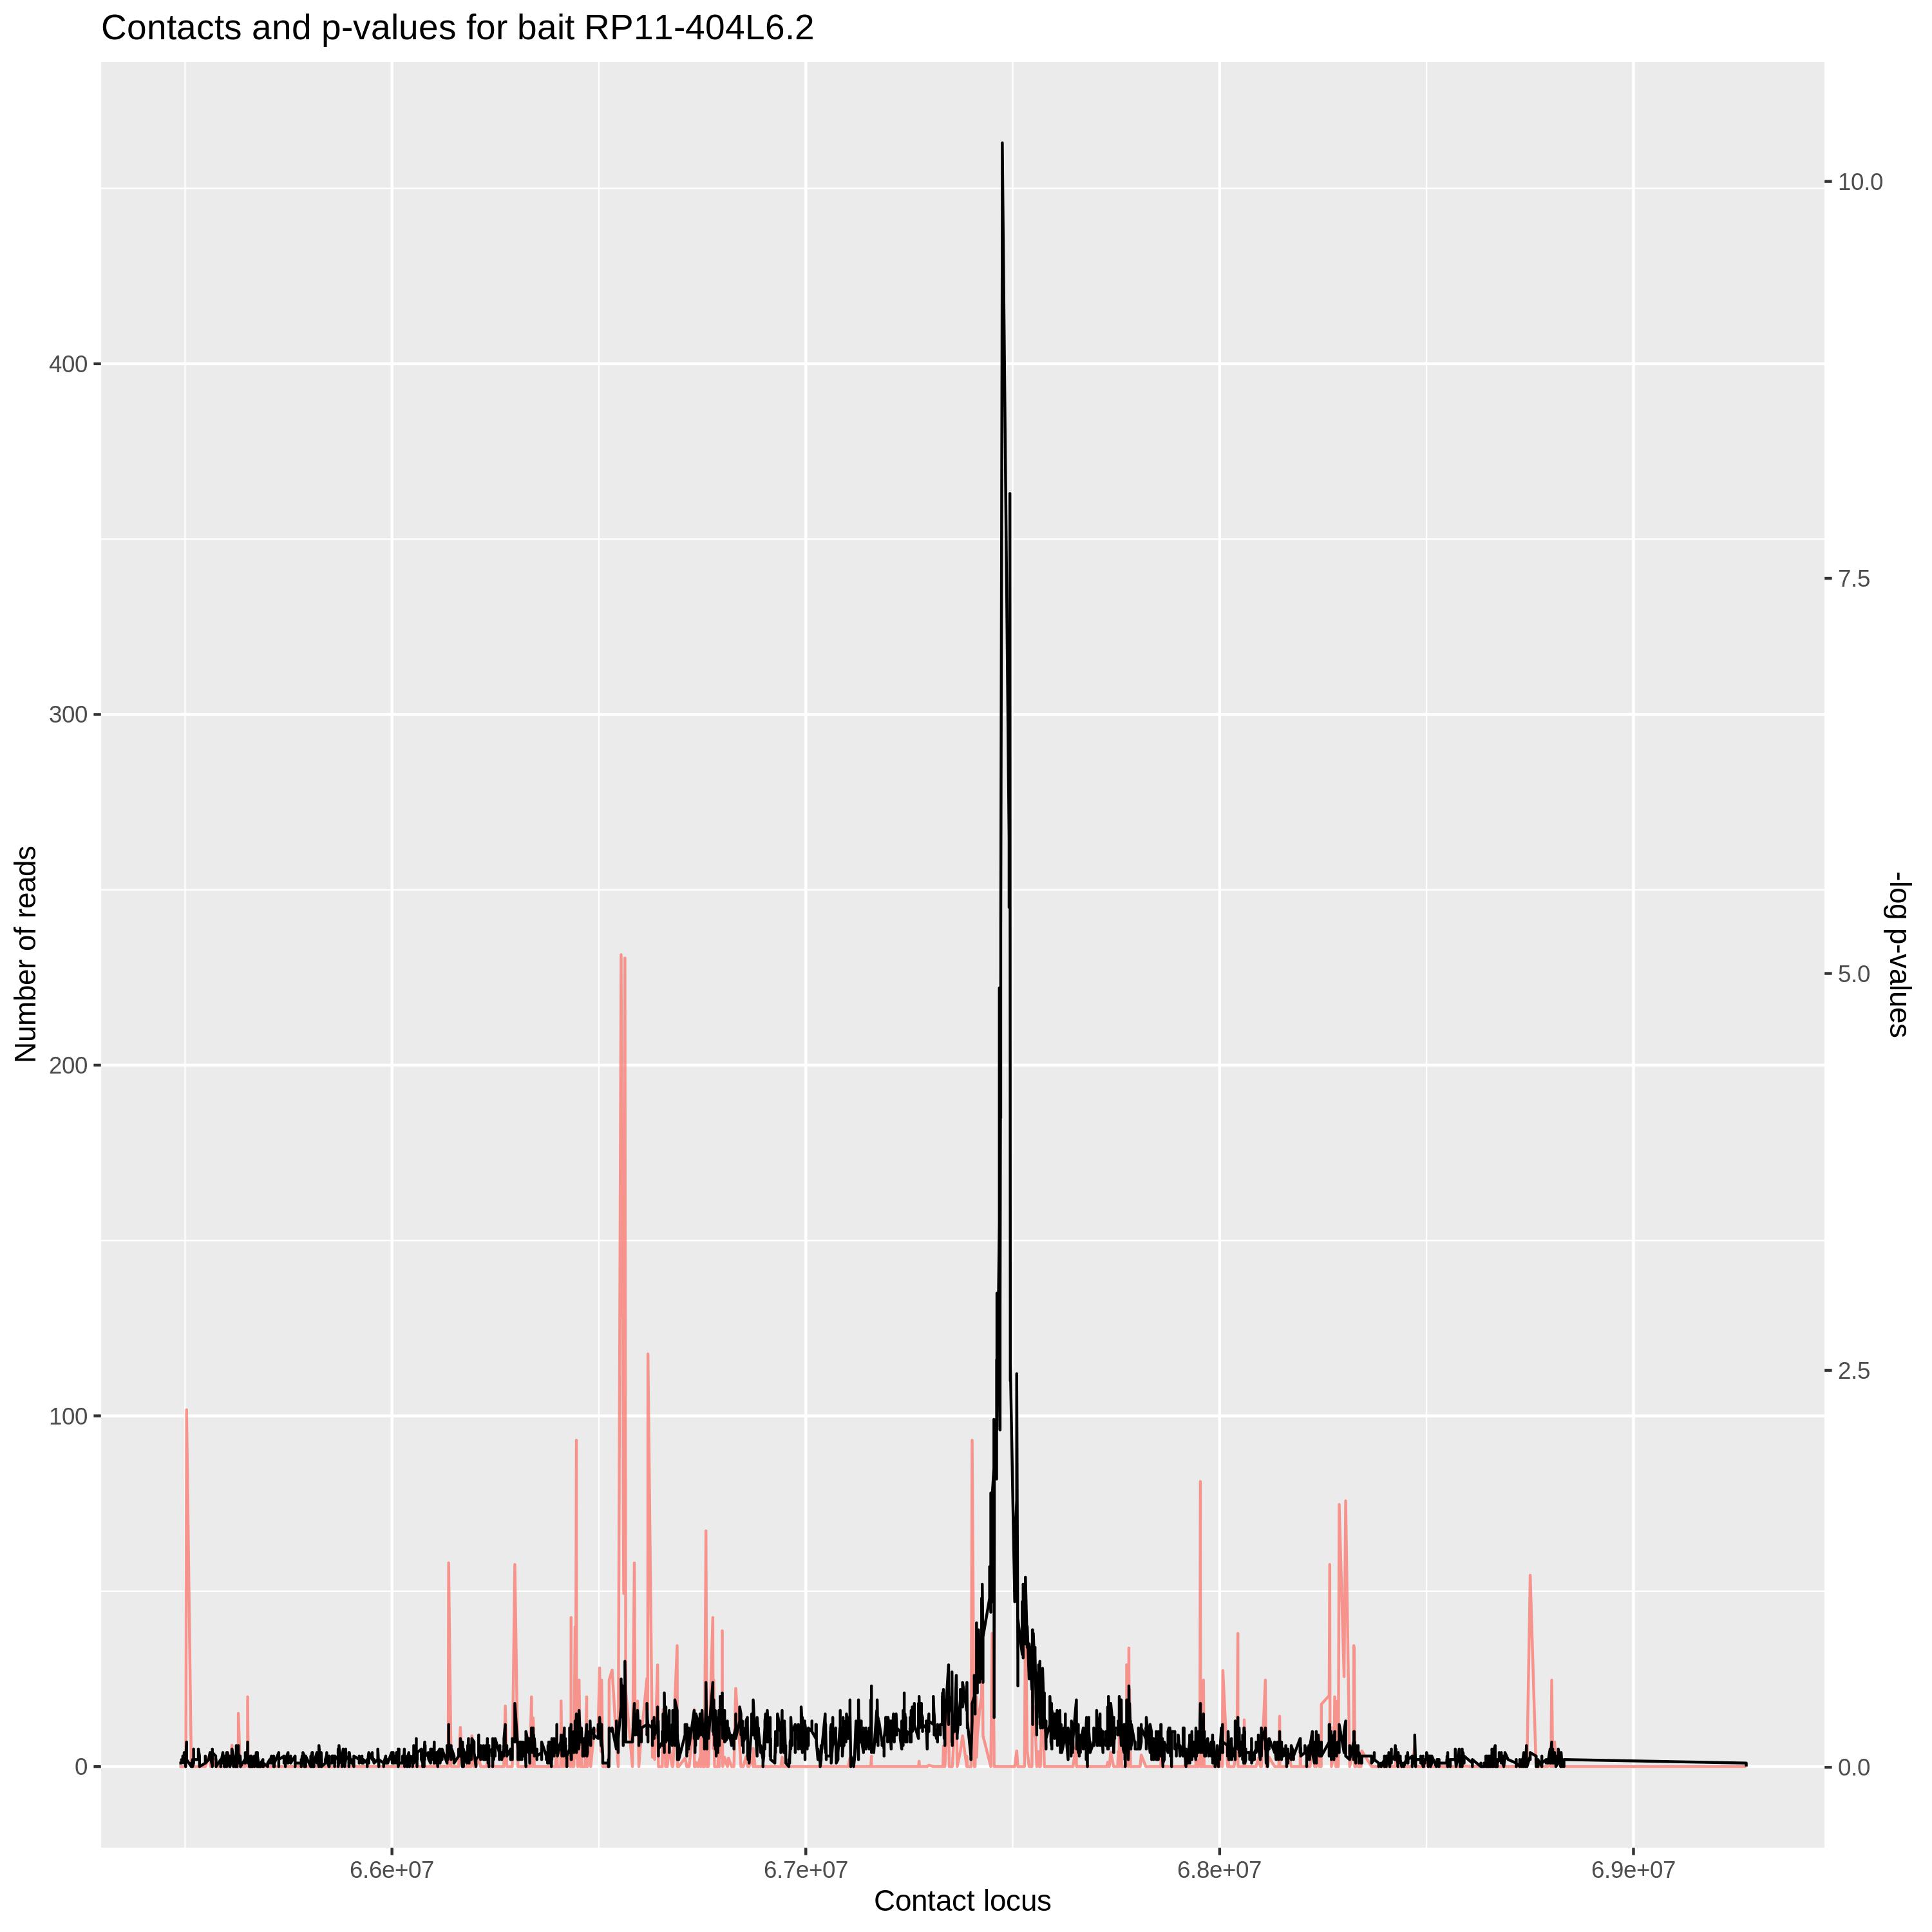 Contacts and p-values for bait RP11-404L6.2
Number of reads
400
300
200
100
0
10.0
7.5
5.0
2.5
0.0
-log p-values
6.6e+07 6.7e+07 6.8e+07 6.9e+07
Contact locus